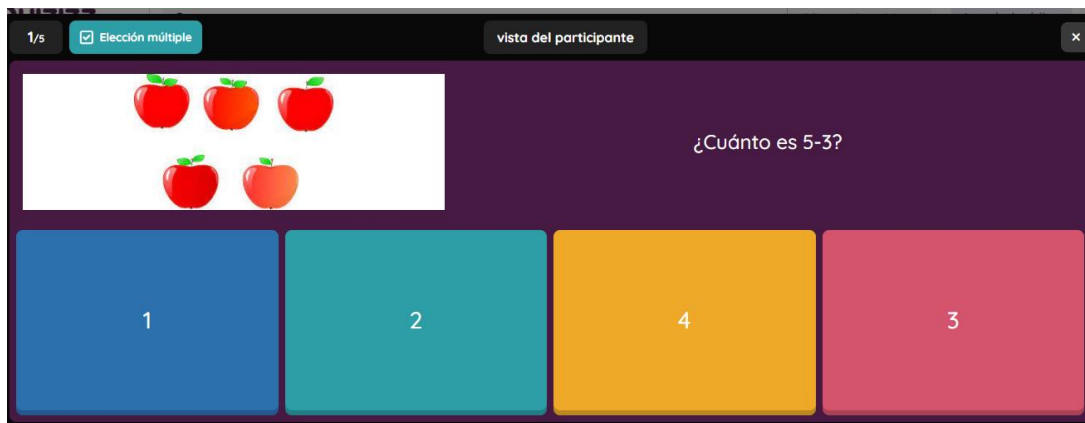 1/5
Elección múltiple
vista del participante
¿Cuánto es 5-3?
1
2
4
3